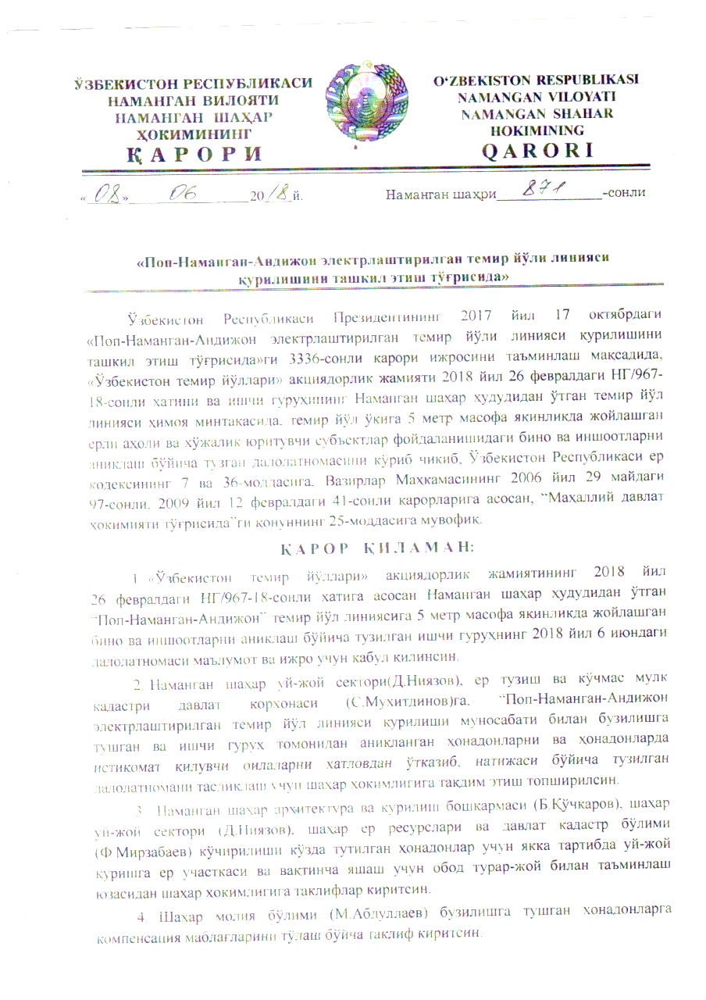 ЎЗБЕКИСТОН РЕСПУБЛИКАСИ
НАМАНГАН ВИЛОЯТИ
НАМАНГАН ШАҲАР
ҲОКИМИНИНГ
ҚАРОРИ
O‘ZBEKISTON RESPUBLIKASI
NAMANGAN VILOYATI
NAMANGAN SHAHAR
HOKIMINING
QARORI
«08» 06 2018 й.
Наманган шаҳри 871 -сонли
«Поп-Наманган-Андижон электрлаштирилган темир йўли линияси
қурилишини ташкил этиш тўғрисида»
Ўзбекистон Республикаси Президентининг 2017 йил 17 октябрдаги
«Поп-Наманган-Андижон электрлаштирилган темир йўли линияси қурилишини
ташкил этиш тўғрисида»ги 3336-сонли қарори ижросини таъминлаш мақсадида,
«Ўзбекистон темир йўллари» акциядорлик жамияти 2018 йил 26 февралдаги НГ/967-
18-сонли хатини ва ишчи гуруҳининг Наманган шаҳар ҳудудидан ўтган темир йўл
линияси ҳимоя минтақасида, темир йўл ўқига 5 метр масофа яқинликда жойлашган
ерли аҳоли ва хўжалик юритувчи субъектлар фойдаланишидаги бино ва иншоотларни
аниқлаш бўйича тузган далолатномасини кўриб чиқиб, Ўзбекистон Республикаси ер
кодексининг 7 ва 36-моддасига, Вазирлар Маҳкамасининг 2006 йил 29 майдаги
97-сонли, 2009 йил 12 февралдаги 41-сонли қарорларига асосан, “Маҳаллий давлат
ҳокимияти тўғрисида”ги қонуннинг 25-моддасига мувофиқ,
ҚАРОР ҚИЛАМАН:
1. «Ўзбекистон темир йўллари» акциядорлик жамиятининг 2018 йил
26 февралдаги НГ/967-18-сонли хатига асосан Наманган шаҳар ҳудудидан ўтган
“Поп-Наманган-Андижон” темир йўл линиясига 5 метр масофа яқинликда жойлашган
бино ва иншоотларни аниқлаш бўйича тузилган ишчи гуруҳнинг 2018 йил 6 июндаги
далолатномаси маълумот ва ижро учун қабул қилинсин.
2. Наманган шаҳар уй-жой сектори(Д.Ниязов), ер тузиш ва кўчмас мулк
кадастри давлат корхонаси (С.Мухитдинов)га, “Поп-Наманган-Андижон
электрлаштирилган темир йўл линияси қурилиши муносабати билан бузилишга
тушган ва ишчи гуруҳ томонидан аниқланган ҳонадонларни ва ҳонадонларда
истиқомат қилувчи оилаларни хатловдан ўтказиб, натижаси бўйича тузилган
далолатномани тасдиқлаш учун шаҳар ҳокимлигига тақдим этиш топширилсин.
3. Наманган шаҳар архитектура ва қурилиш бошқармаси (Б.Қўчқаров), шаҳар
уй-жой сектори (Д.Ниязов), шаҳар ер ресурслари ва давлат кадастр бўлими
(Ф.Мирзабаев) кўчирилиши кўзда тутилган ҳонадонлар учун якка тартибда уй-жой
қуришга ер участкаси ва вақтинча яшаш учун обод турар-жой билан таъминлаш
юзасидан шаҳар ҳокимлигига таклифлар киритсин.
4. Шаҳар молия бўлими (М.Абдуллаев) бузилишга тушган ҳонадонларга
компенсация маблағларини тўлаш бўйича таклиф киритсин.